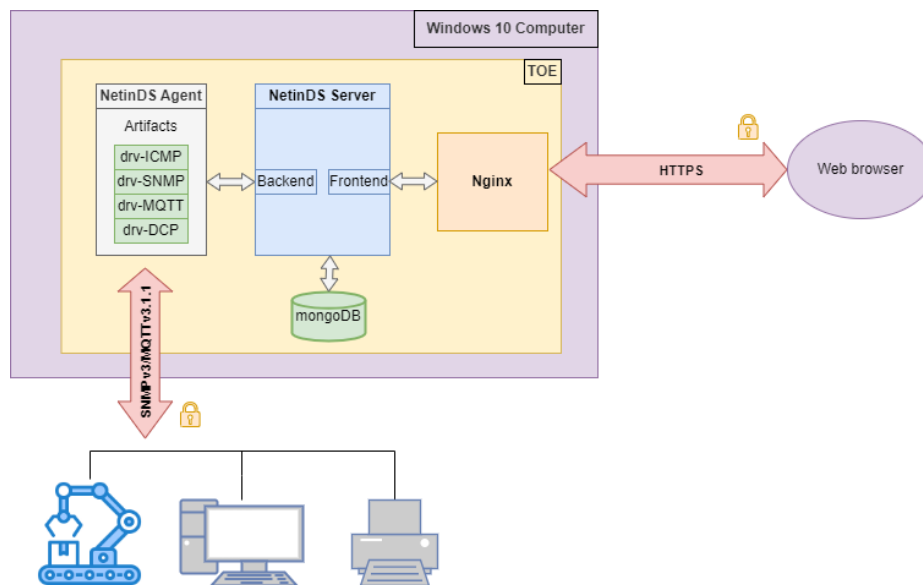 Windows 10 Computer
TOE
NetinDS Agent
Artifacts
drv-ICMP
drv-SNMP
drv-MQTT
drv-DCP
NetinDS Server
Backend
Frontend
mongoDB
Nginx
HTTPS
Web browser
SNMPv3/MQTTv3.1.1